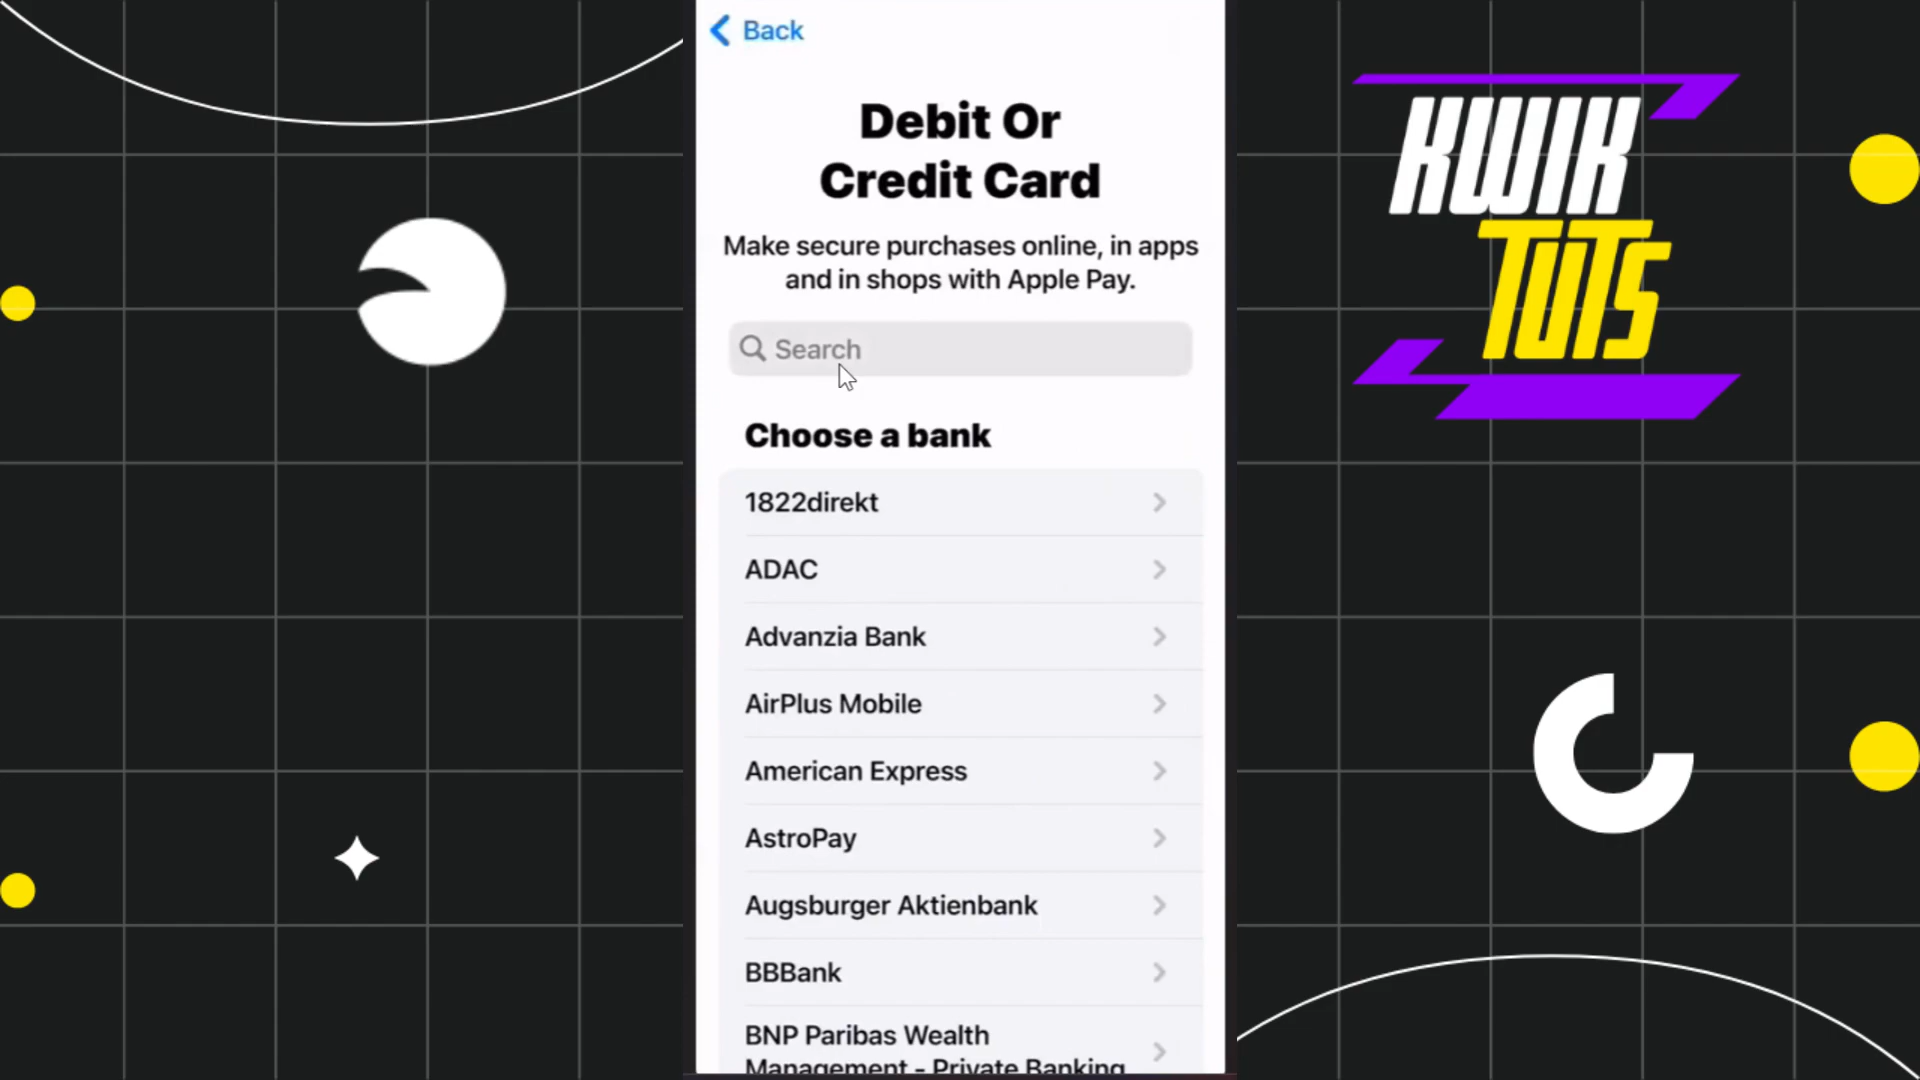 Back
Debit Or
Credit Card
Make secure purchases online, in apps
and in shops with Apple Pay.
Search
Choose a bank
1822direkt
ADAC
Advanzia Bank
AirPlus Mobile
American Express
AstroPay
Augsburger Aktienbank
BBBank
BNP Paribas Wealth
Management - Private Banking
KWIK
TUTS